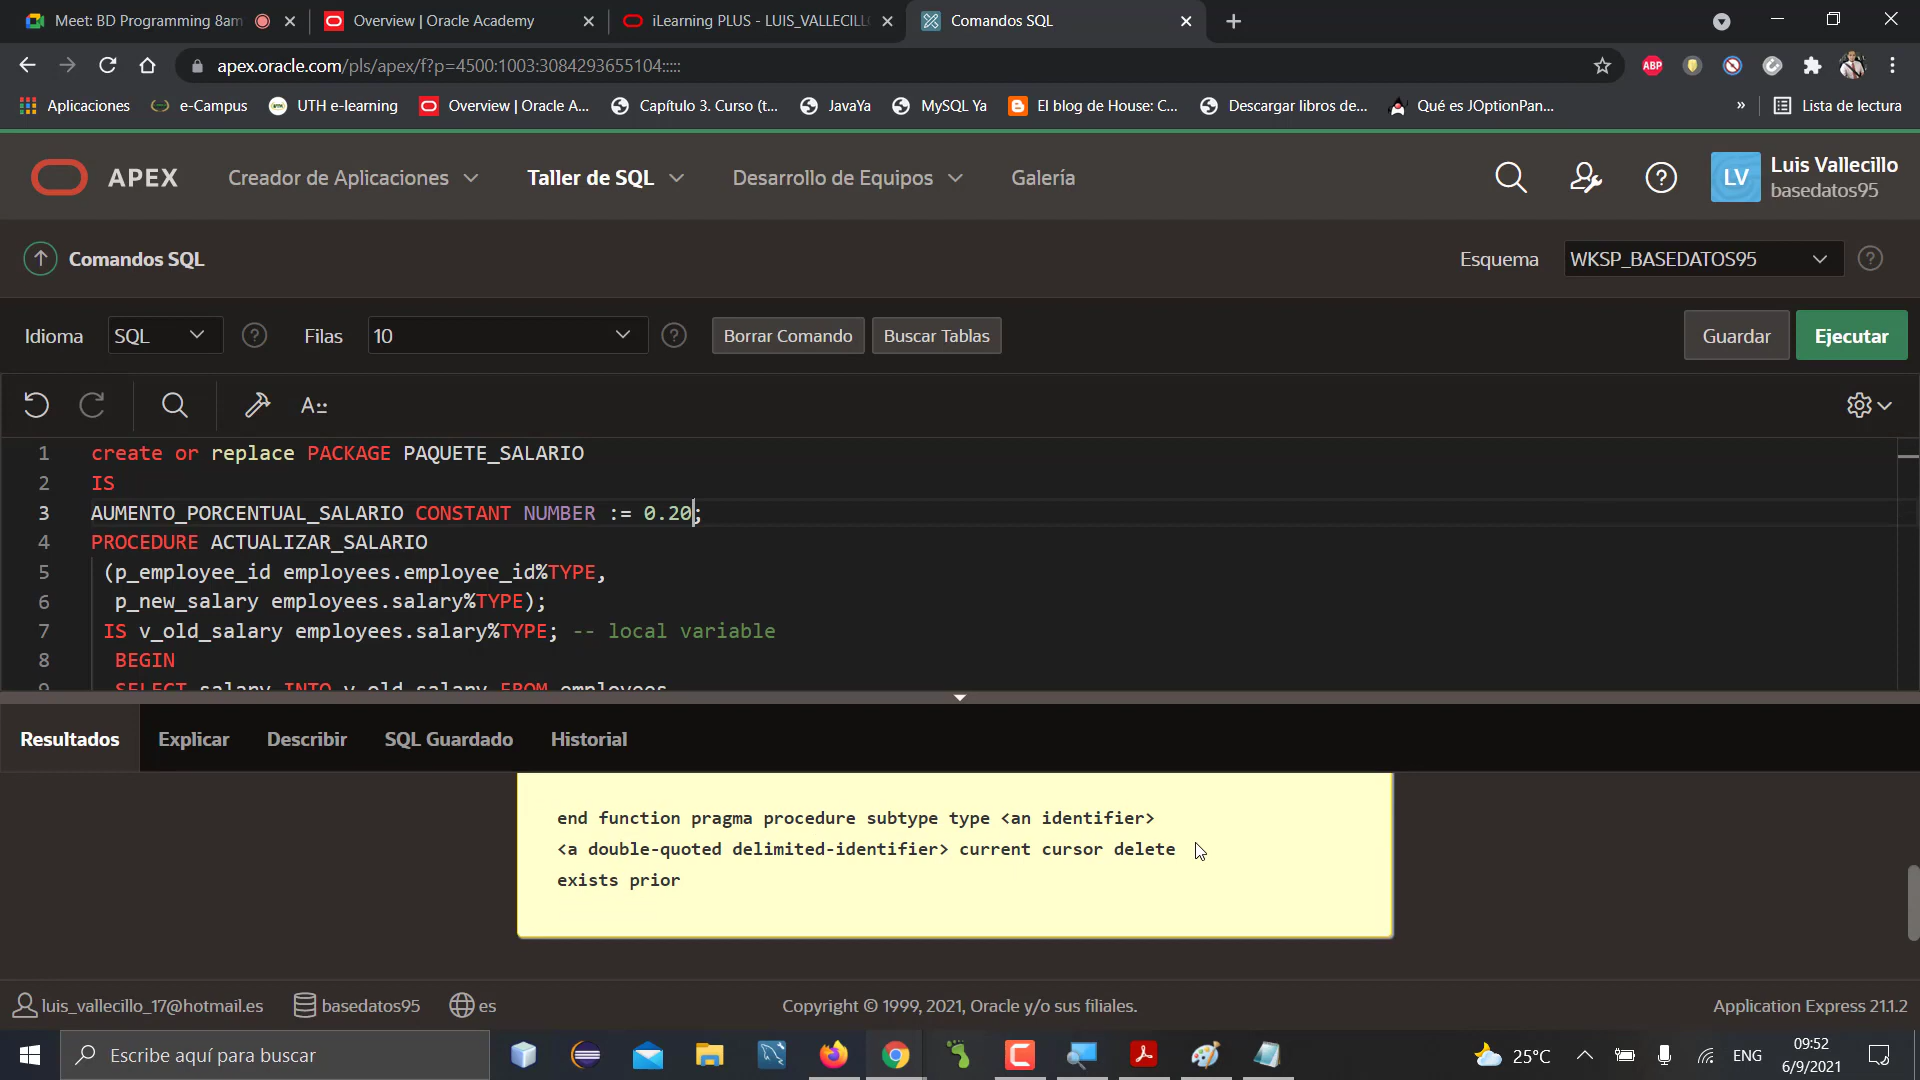 Meet: BD Programming 8am
Overview | Oracle Academy
iLearning PLUS - LUIS_VALLECILL
Comandos SQL
apex.oracle.com/pls/apex/f?p=4500:1003:3084293655104:::::
ABP
Aplicaciones
e-Campus
UTH e-learning
Overview | Oracle A...
Capítulo 3. Curso (t...
JavaYa
MySQL Ya
El blog de House: C...
Descargar libros de...
Qué es JOptionPan...
»
Lista de lectura
APEX
Creador de Aplicaciones
Taller de SQL
Desarrollo de Equipos
Galería
LV
Luis Vallecillo
basedatos95
Comandos SQL
Esquema
WKSP_BASEDATOS95
Idioma
SQL
Filas
10
Borrar Comando
Buscar Tablas
Guardar
Ejecutar
A::
1 create or replace PACKAGE PAQUETE_SALARIO
2 IS
3 AUMENTO_PORCENTUAL_SALARIO CONSTANT NUMBER := 0.20;
4 PROCEDURE ACTUALIZAR_SALARIO
5 (p_employee_id employees.employee_id%TYPE,
6 p_new_salary employees.salary%TYPE);
7 IS v_old_salary employees.salary%TYPE; -- local variable
8 BEGIN
9 SELECT salary INTO v_old_salary FROM employees
Resultados
Explicar
Describir
SQL Guardado
Historial
end function pragma procedure subtype type <an identifier>
<a double-quoted delimited-identifier> current cursor delete
exists prior
luis_vallecillo_17@hotmail.es
basedatos95
es
Copyright © 1999, 2021, Oracle y/o sus filiales.
Application Express 21.1.2
Escribe aquí para buscar
25°C
ENG
09:52
6/9/2021